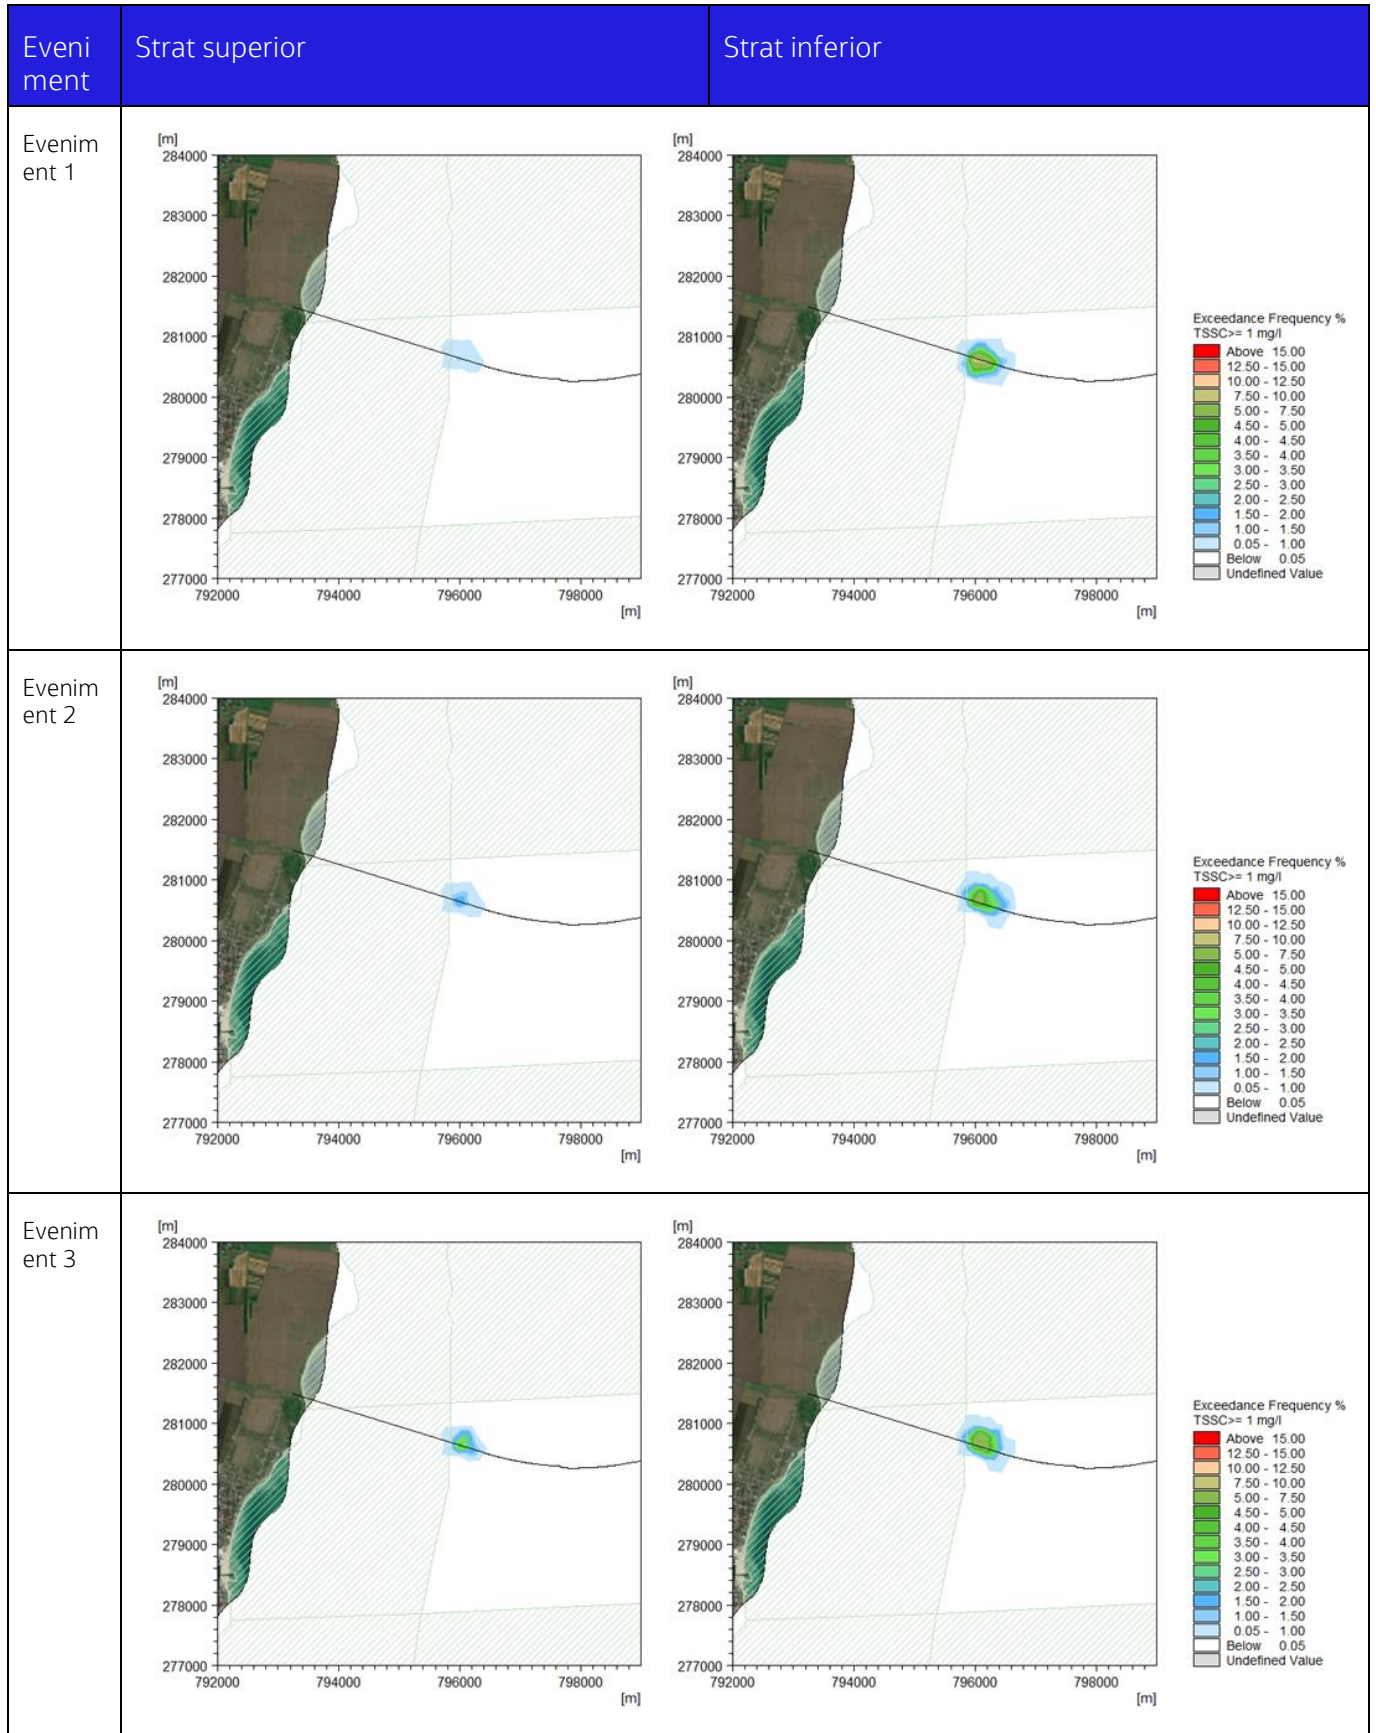 Eveni
ment
Strat superior
Strat inferior
Evenim
ent 1
[m]
284000
283000
282000
281000
280000
279000
278000
277000
792000 794000 796000 798000
[m]
[m]
284000
283000
282000
281000
280000
279000
278000
277000
792000 794000 796000 798000
[m]
Exceedance Frequency %
TSSC>= 1 mg/l
Above 15.00
12.50 - 15.00
10.00 - 12.50
7.50 - 10.00
5.00 - 7.50
4.50 - 5.00
4.00 - 4.50
3.50 - 4.00
3.00 - 3.50
2.50 - 3.00
2.00 - 2.50
1.50 - 2.00
1.00 - 1.50
0.05 - 1.00
Below 0.05
Undefined Value
Evenim
ent 2
[m]
284000
283000
282000
281000
280000
279000
278000
277000
792000 794000 796000 798000
[m]
[m]
284000
283000
282000
281000
280000
279000
278000
277000
792000 794000 796000 798000
[m]
Exceedance Frequency %
TSSC>= 1 mg/l
Above 15.00
12.50 - 15.00
10.00 - 12.50
7.50 - 10.00
5.00 - 7.50
4.50 - 5.00
4.00 - 4.50
3.50 - 4.00
3.00 - 3.50
2.50 - 3.00
2.00 - 2.50
1.50 - 2.00
1.00 - 1.50
0.05 - 1.00
Below 0.05
Undefined Value
Evenim
ent 3
[m]
284000
283000
282000
281000
280000
279000
278000
277000
792000 794000 796000 798000
[m]
[m]
284000
283000
282000
281000
280000
279000
278000
277000
792000 794000 796000 798000
[m]
Exceedance Frequency %
TSSC>= 1 mg/l
Above 15.00
12.50 - 15.00
10.00 - 12.50
7.50 - 10.00
5.00 - 7.50
4.50 - 5.00
4.00 - 4.50
3.50 - 4.00
3.00 - 3.50
2.50 - 3.00
2.00 - 2.50
1.50 - 2.00
1.00 - 1.50
0.05 - 1.00
Below 0.05
Undefined Value